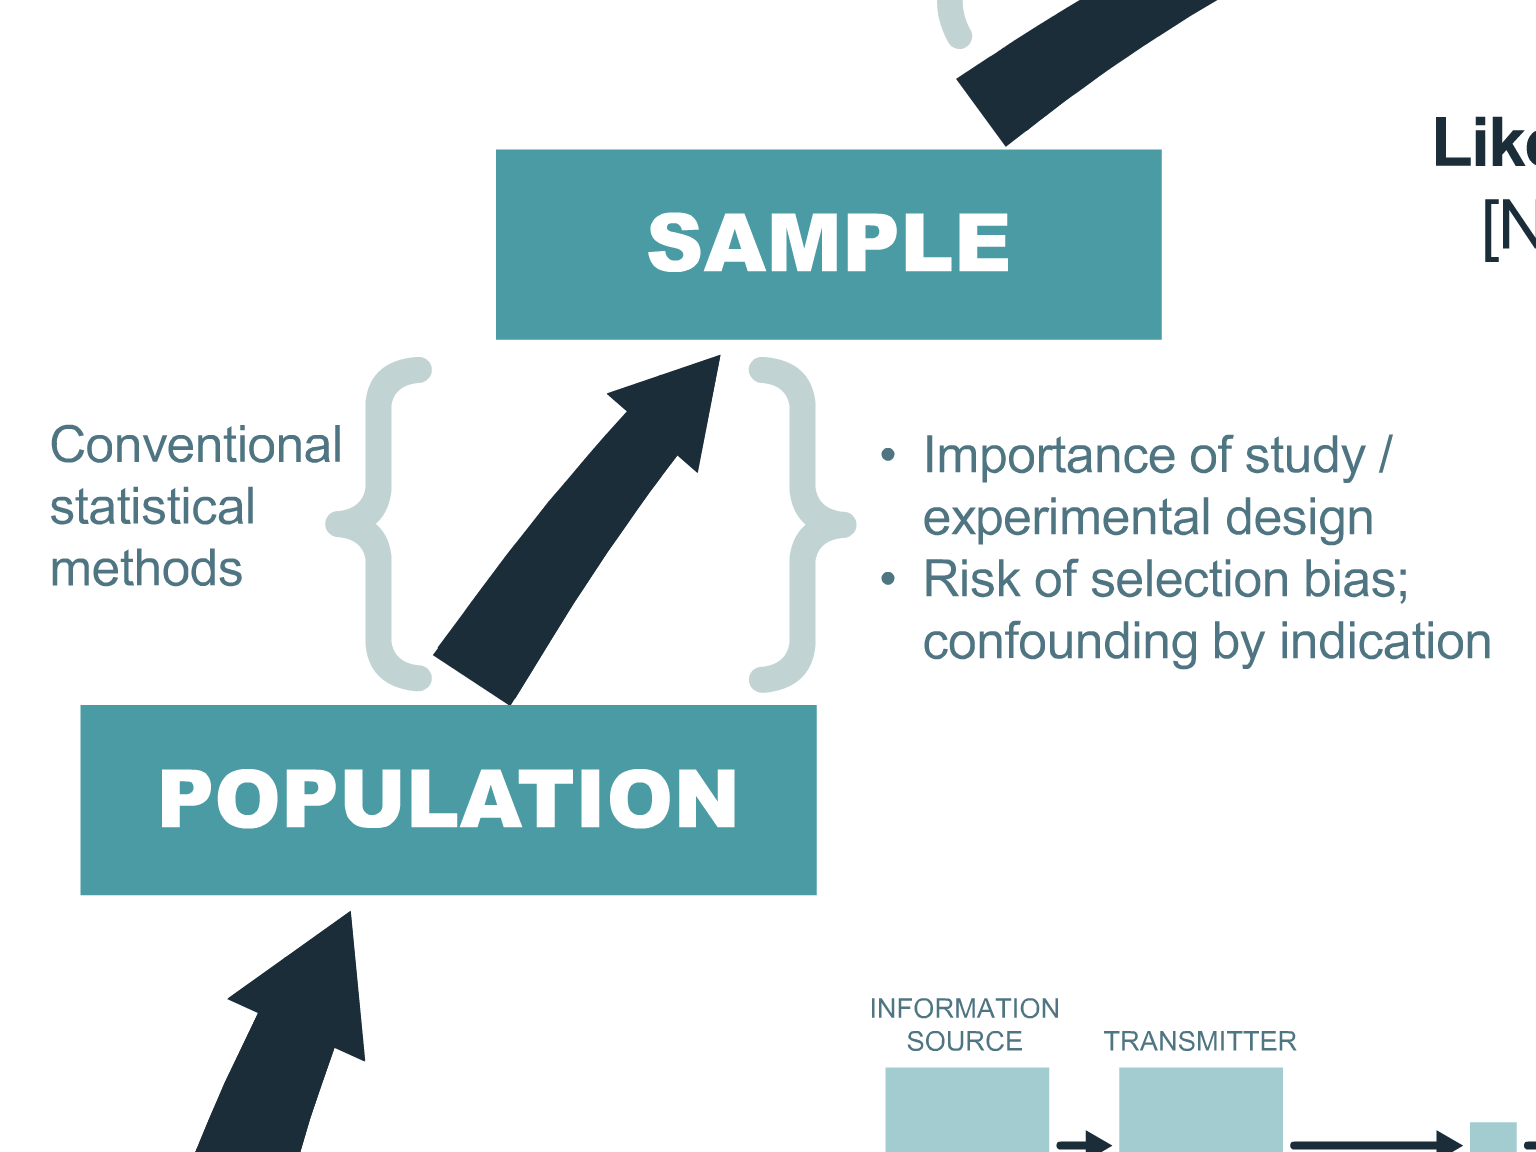 SAMPLE
Conventional
statistical
methods
• Importance of study /
experimental design
• Risk of selection bias;
confounding by indication
POPULATION
INFORMATION
SOURCE
TRANSMITTER